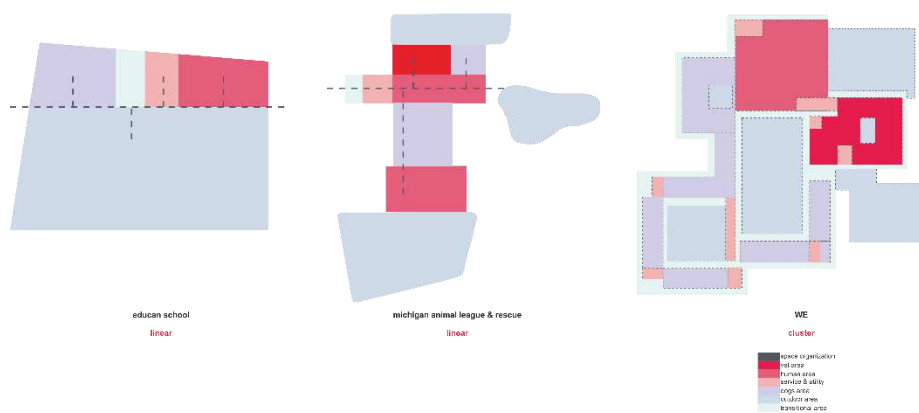 educan school
linear
michigan animal league & rescue
linear
WE
cluster
space organization
vet area
human area
service & utility
dogs area
outdoor area
transitional area